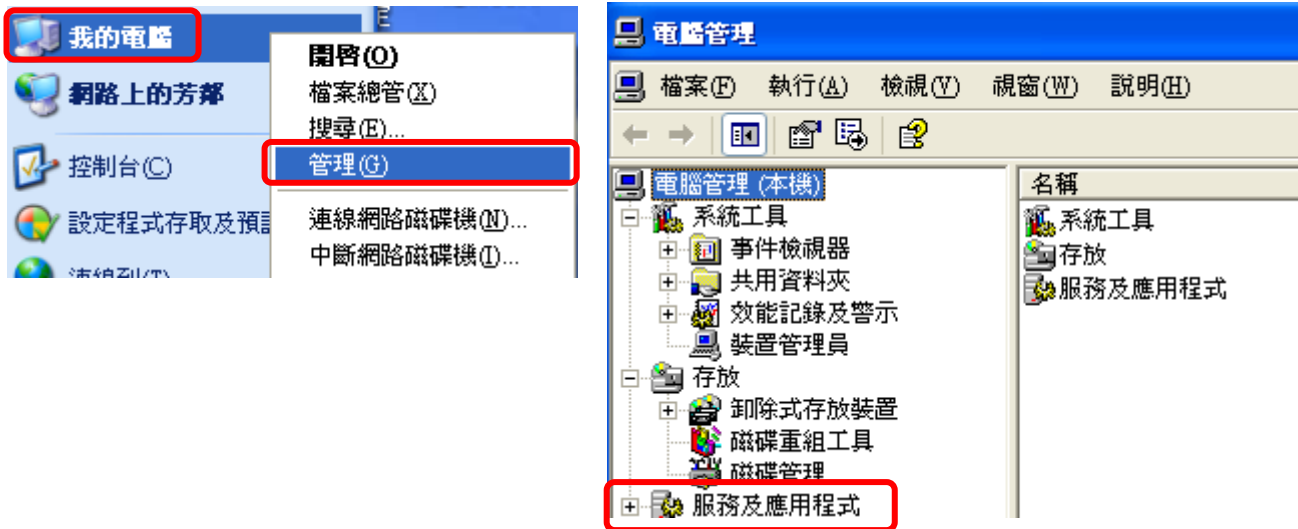 我的電腦
網路上的芳鄰
控制台(C)
設定程式存取及預
連線到(T)
E
開啓(O)
檔案總管(X)
搜尋(E)...
管理(G)
連線網路磁碟機(N)...
中斷網路磁碟機(I)...
電腦管理
檔案(F) 執行(A) 檢視(V) 視窗(W) 說明(H)
電腦管理 (本機)
系統工具
事件檢視器
共用資料夾
效能記錄及警示
裝置管理員
存放
卸除式存放裝置
磁碟重組工具
磁碟管理
服務及應用程式
名稱
系統工具
存放
服務及應用程式